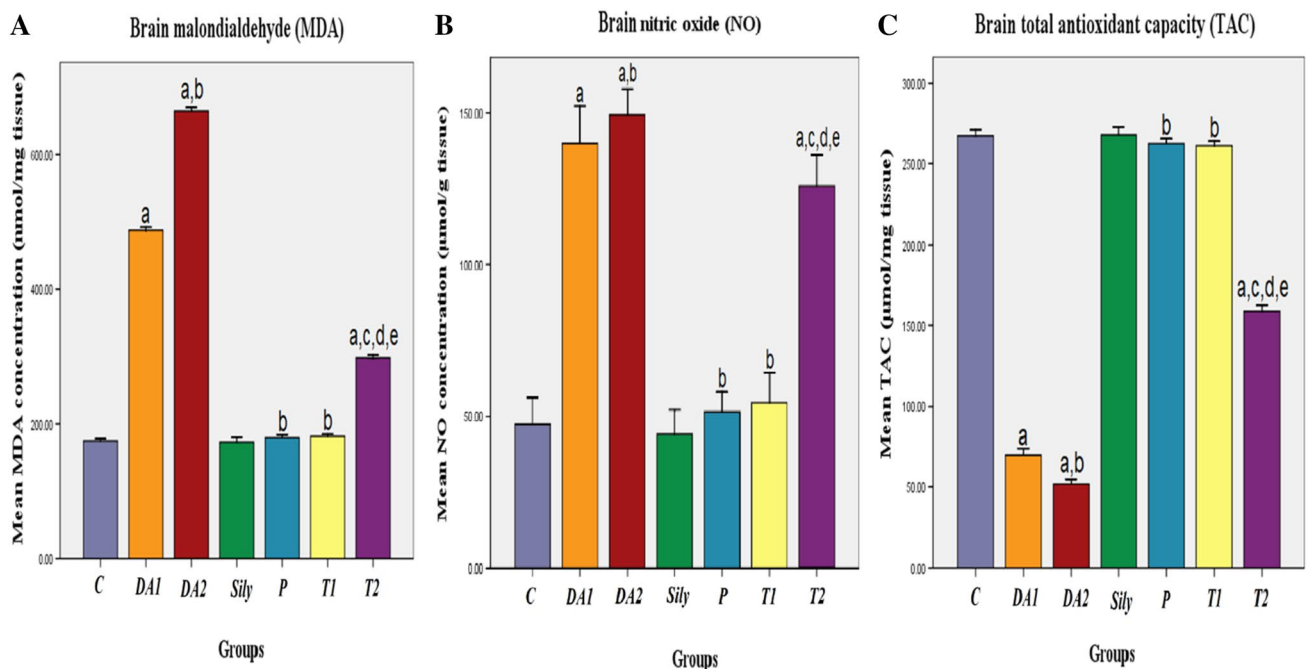 A
Brain malondialdehyde (MDA)
Mean MDA concentration (nmol/mg tissue)
600.00
400.00
200.00
0.00
a
a,b
b
b
a,c,d,e
C DA1 DA2 Sily P T1 T2
Groups
B
Brain nitric oxide (NO)
Mean NO concentration (µmol/g tissue)
150.00
100.00
50.00
0.00
a
a,b
b
b
a,c,d,e
C DA1 DA2 Sily P T1 T2
Groups
C
Brain total antioxidant capacity (TAC)
Mean TAC (µmol/mg tissue)
300.00
250.00
200.00
150.00
100.00
50.00
0.00
a
a,b
b
b
a,c,d,e
C DA1 DA2 Sily P T1 T2
Groups